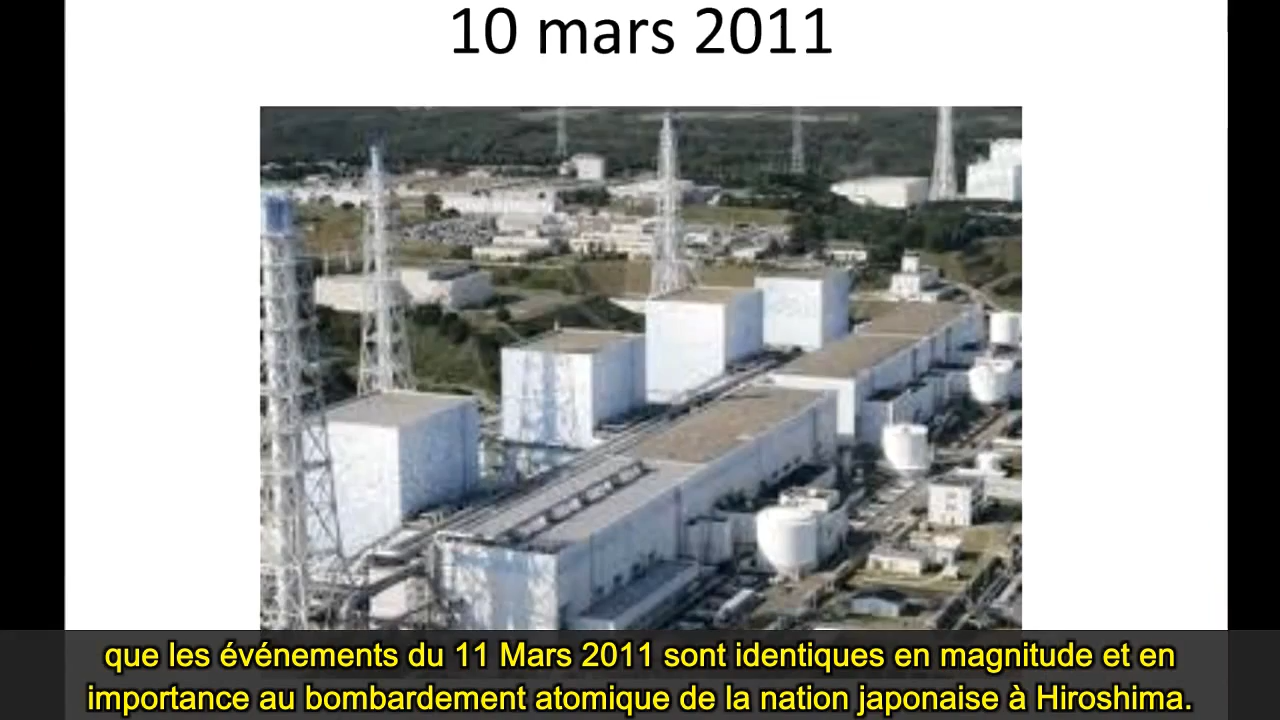 10 mars 2011
que les événements du 11 Mars 2011 sont identiques en magnitude et en
importance au bombardement atomique de la nation japonaise à Hiroshima.